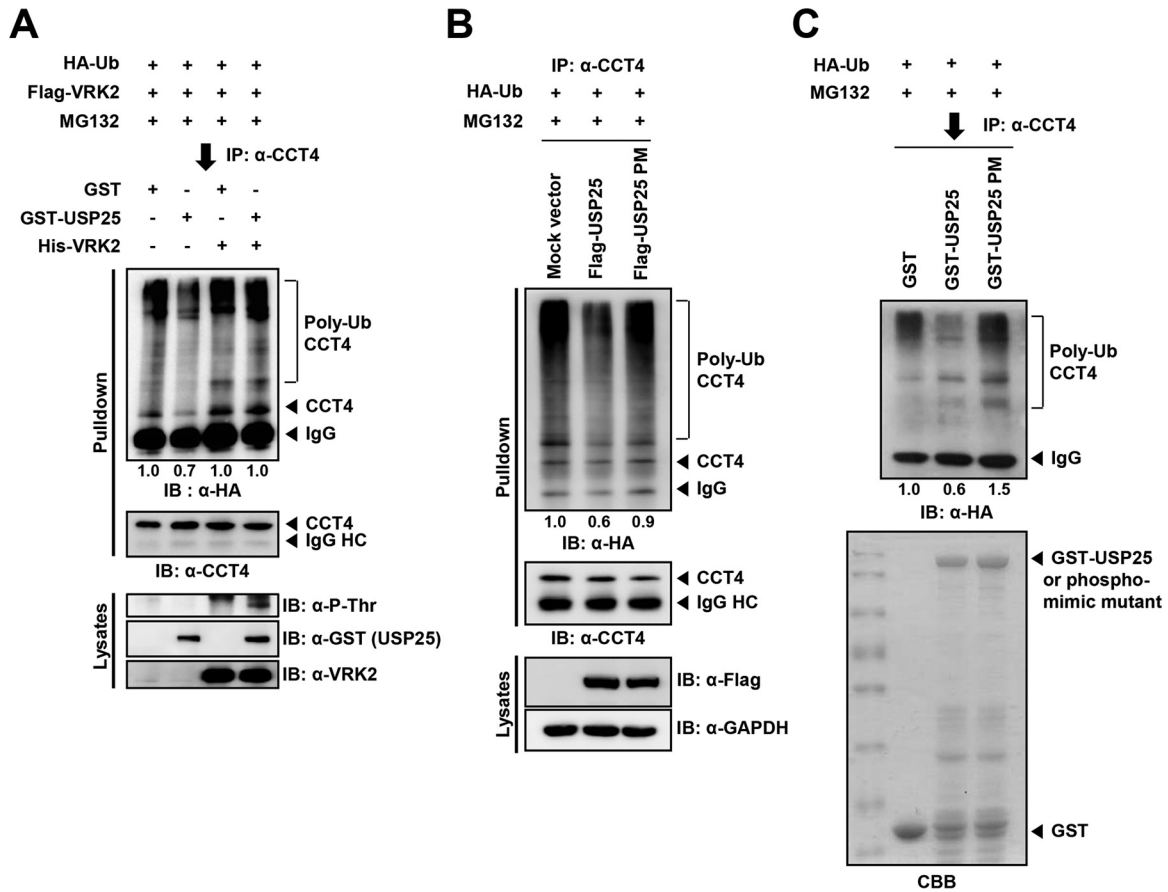 A
HA-Ub + + + +
Flag-VRK2 + + + +
MG132 + + + +
IP: α-CCT4
GST + - + -
GST-USP25 - + - +
His-VRK2 - - + +
Pulldown
Poly-Ub
CCT4
CCT4
IgG
1.0 0.7 1.0 1.0
IB : α-HA
CCT4
IgG HC
IB: α-CCT4
Lysates
IB: α-P-Thr
IB: α-GST (USP25)
IB: α-VRK2
B
IP: α-CCT4
HA-Ub + + +
MG132 + + +
Mock vector
Flag-USP25
Flag-USP25 PM
Pulldown
Poly-Ub
CCT4
CCT4
IgG
1.0 0.6 0.9
IB: α-HA
CCT4
IgG HC
IB: α-CCT4
Lysates
IB: α-Flag
IB: α-GAPDH
C
HA-Ub + + +
MG132 + + +
IP: α-CCT4
GST
GST-USP25
GST-USP25 PM
Poly-Ub
CCT4
IgG
1.0 0.6 1.5
IB: α-HA
GST-USP25
or phospho-
mimic mutant
GST
CBB